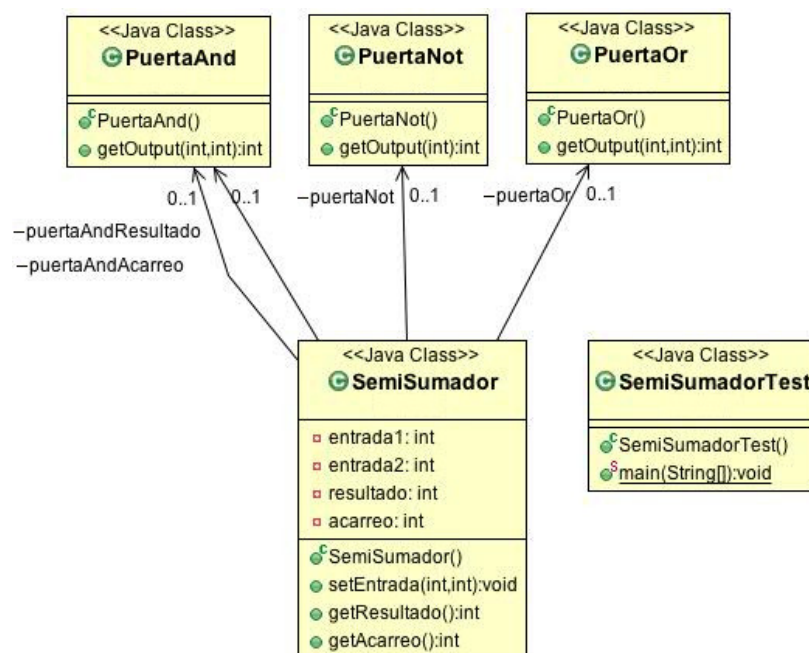 <<Java Class>>
PuertaAnd
PuertaAnd()
getOutput(int,int):int
<<Java Class>>
PuertaNot
PuertaNot()
getOutput(int):int
<<Java Class>>
PuertaOr
PuertaOr()
getOutput(int,int):int
0..1
0..1
–puertaAndResultado
–puertaAndAcarreo
–puertaNot
0..1
–puertaOr
0..1
<<Java Class>>
SemiSumador
entrada1: int
entrada2: int
resultado: int
acarreo: int
SemiSumador()
setEntrada(int,int):void
getResultado():int
getAcarreo():int
<<Java Class>>
SemiSumadorTest
SemiSumadorTest()
main(String[]):void